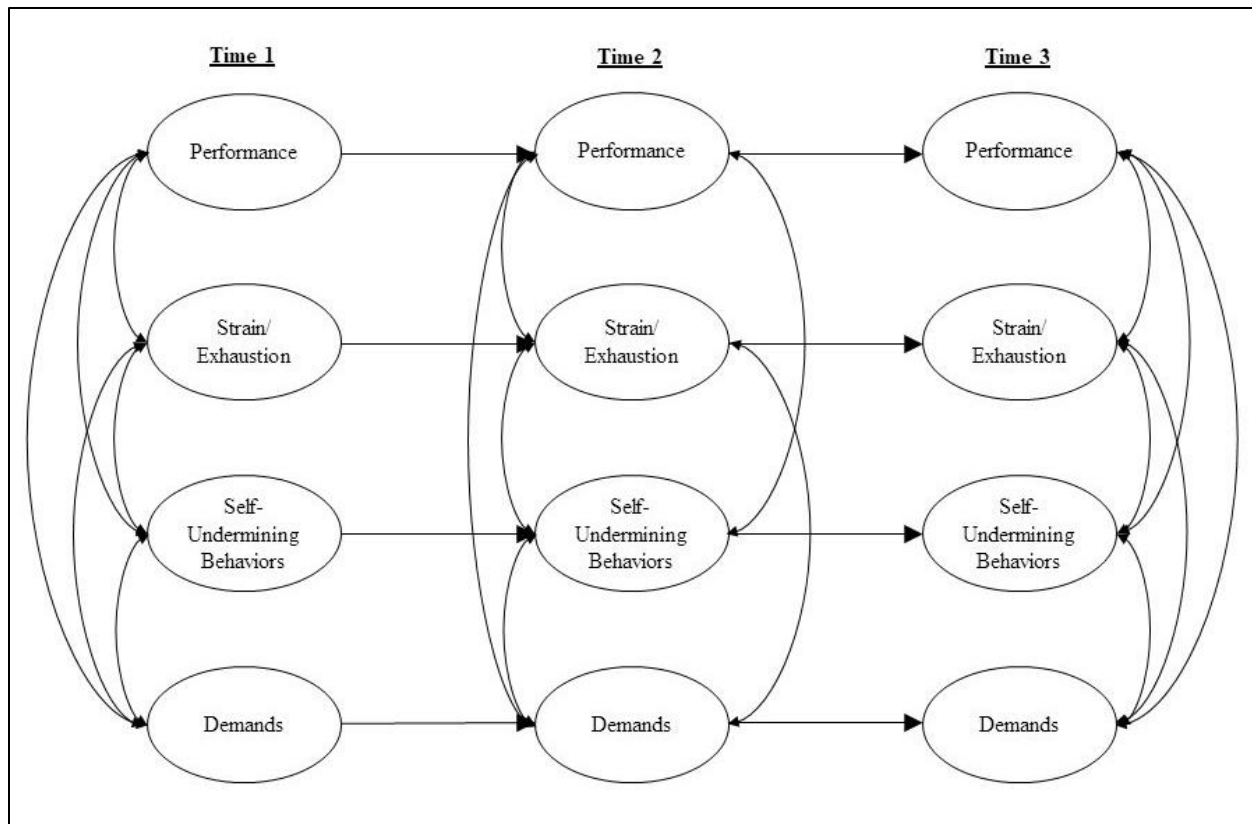 Time 1
Time 2
Time 3
Performance
Performance
Performance
Strain/
Exhaustion
Strain/
Exhaustion
Strain/
Exhaustion
Self-
Undermining
Behaviors
Self-
Undermining
Behaviors
Self-
Undermining
Behaviors
Demands
Demands
Demands